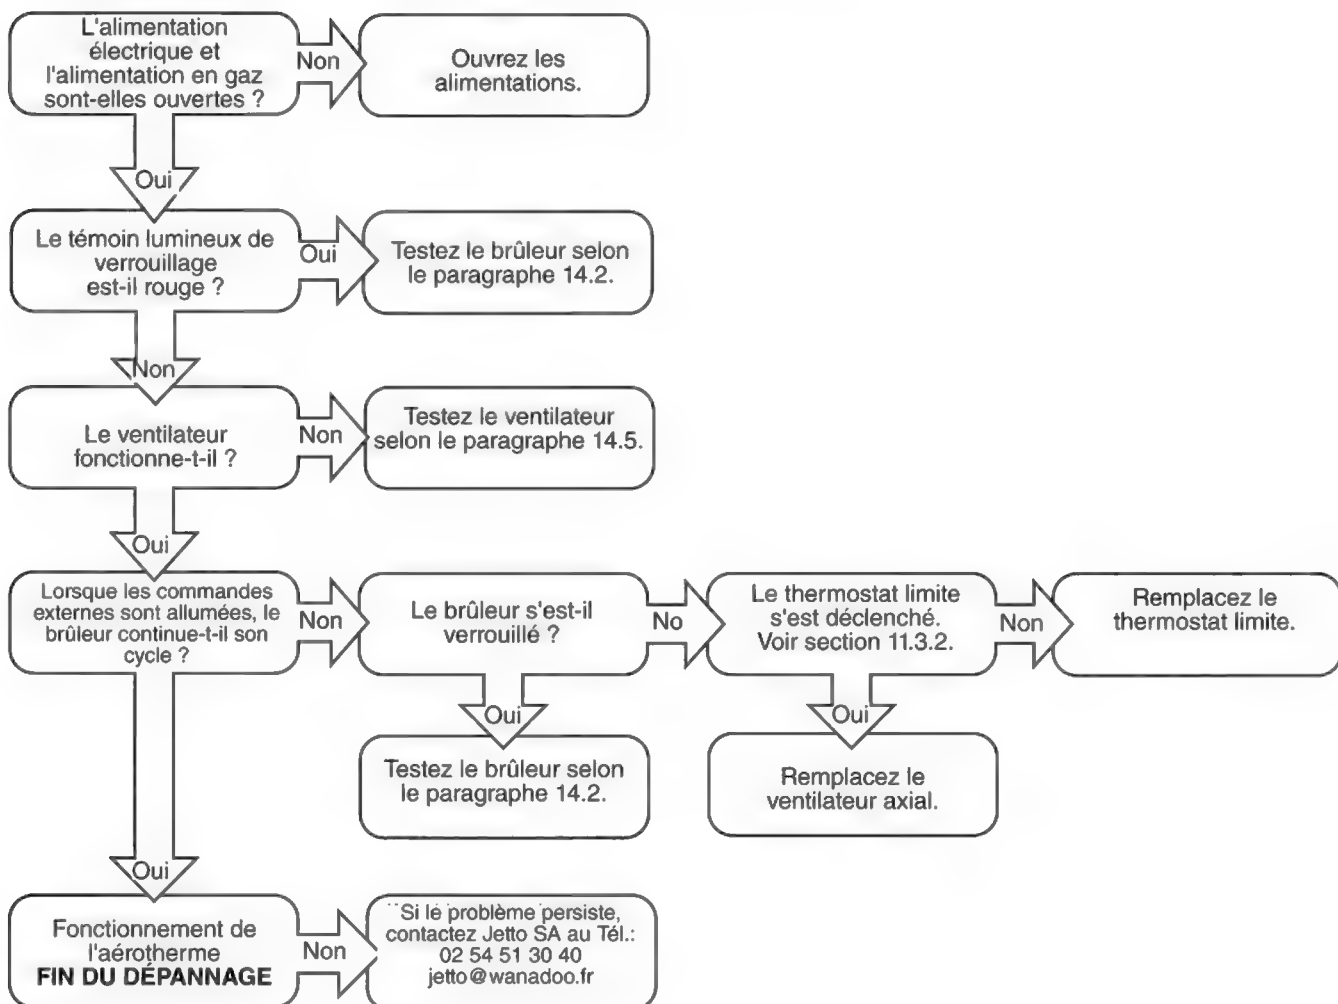 L'alimentation
électrique et
l'alimentation en gaz
sont-elles ouvertes ?
Non
Ouvrez les
alimentations.
Oui
Le témoin lumineux de
verrouillage
est-il rouge ?
Oui
Testez le brûleur selon
le paragraphe 14.2.
Non
Le ventilateur
fonctionne-t-il ?
Non
Testez le ventilateur
selon le paragraphe 14.5.
Oui
Lorsque les commandes
externes sont allumées, le
brûleur continue-t-il son
cycle ?
Non
Le brûleur s'est-il
verrouillé ?
No
Le thermostat limite
s'est déclenché.
Voir section 11.3.2.
Non
Remplacez le
thermostat limite.
Oui
Testez le brûleur selon
le paragraphe 14.2.
Oui
Remplacez le
ventilateur axial.
Oui
Fonctionnement de
l'aérotherme
FIN DU DÉPANNAGE
Non
Si le problème persiste,
contactez Jetto SA au Tél.:
02 54 51 30 40
jetto@wanadoo.fr